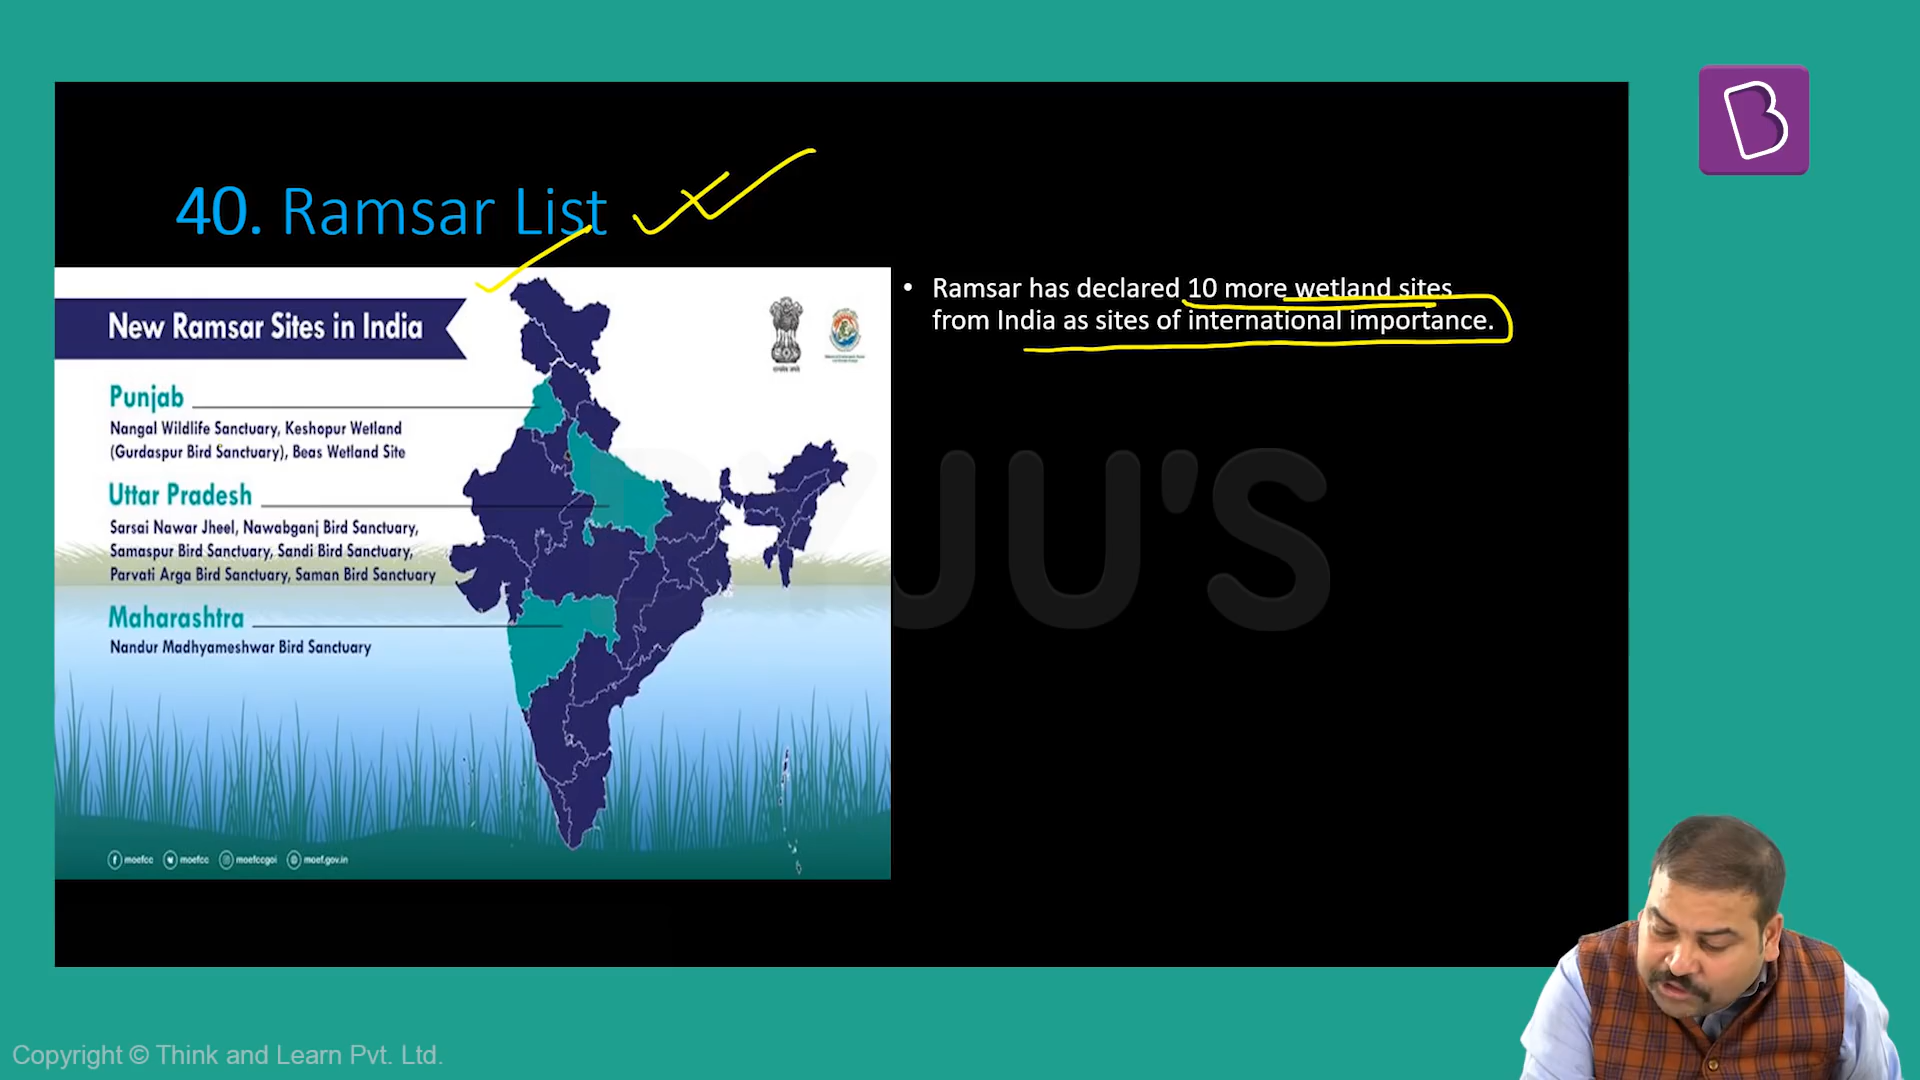 40. Ramsar List
New Ramsar Sites in India
Punjab
Nangal Wildlife Sanctuary, Keshopur Wetland
(Gurdaspur Bird Sanctuary), Beas Wetland Site
Uttar Pradesh
Sarsai Nawar Jheel, Nawabganj Bird Sanctuary,
Samaspur Bird Sanctuary, Sandi Bird Sanctuary,
Parvati Arga Bird Sanctuary, Saman Bird Sanctuary
Maharashtra
Nandur Madhyameshwar Bird Sanctuary
moefcc moefcc moefccgoi moef.gov.in
• Ramsar has declared 10 more wetland sites
from India as sites of international importance.
BYJU'S
B
Copyright © Think and Learn Pvt. Ltd.